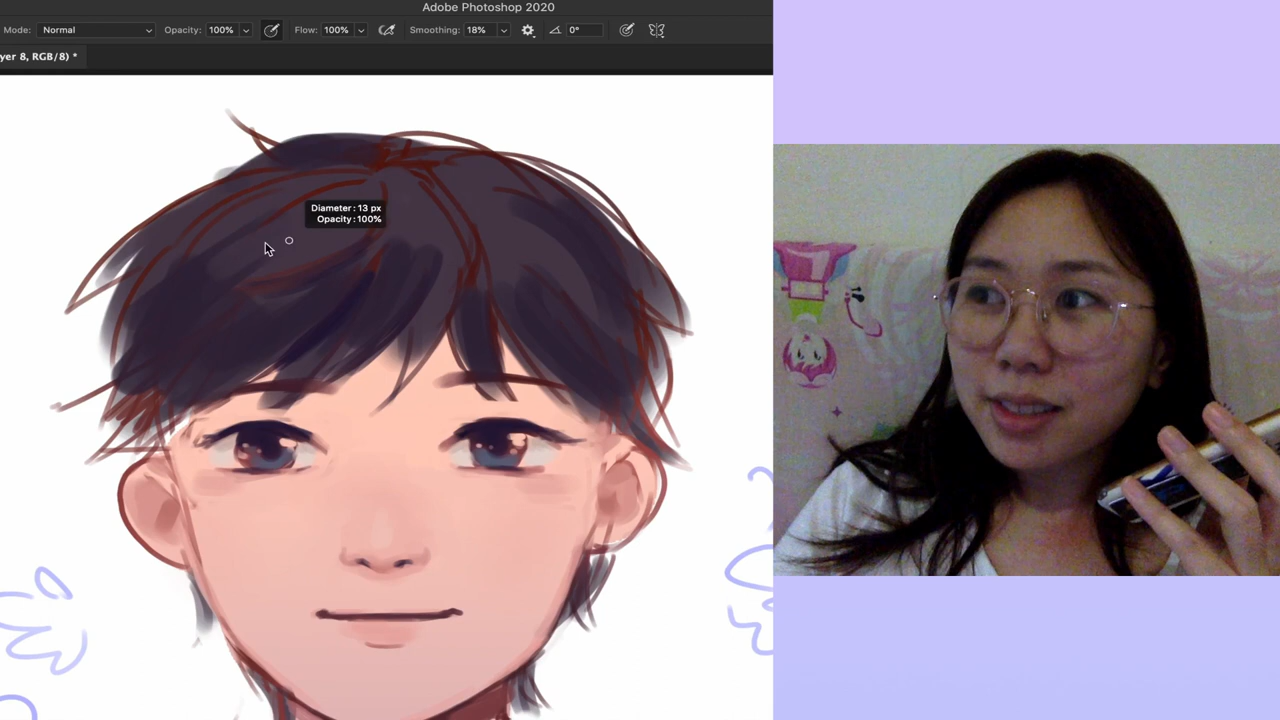 Adobe Photoshop 2020
Mode: Normal Opacity: 100% Flow: 100% Smoothing: 18% 0°
yer 8, RGB/8) *
Diameter: 13 px
Opacity: 100%